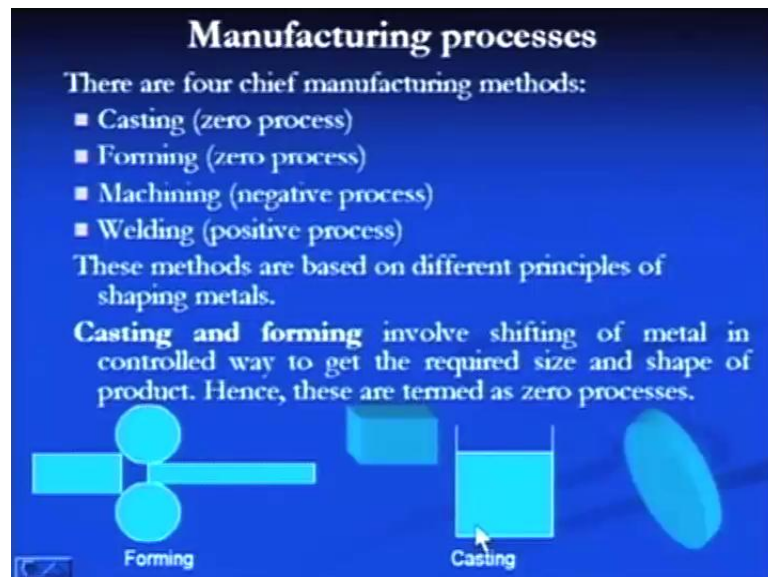 Manufacturing processes
There are four chief manufacturing methods:
Casting (zero process)
Forming (zero process)
Machining (negative process)
Welding (positive process)
These methods are based on different principles of
shaping metals.
Casting and forming involve shifting of metal in
controlled way to get the required size and shape of
product. Hence, these are termed as zero processes.
Forming
Casting